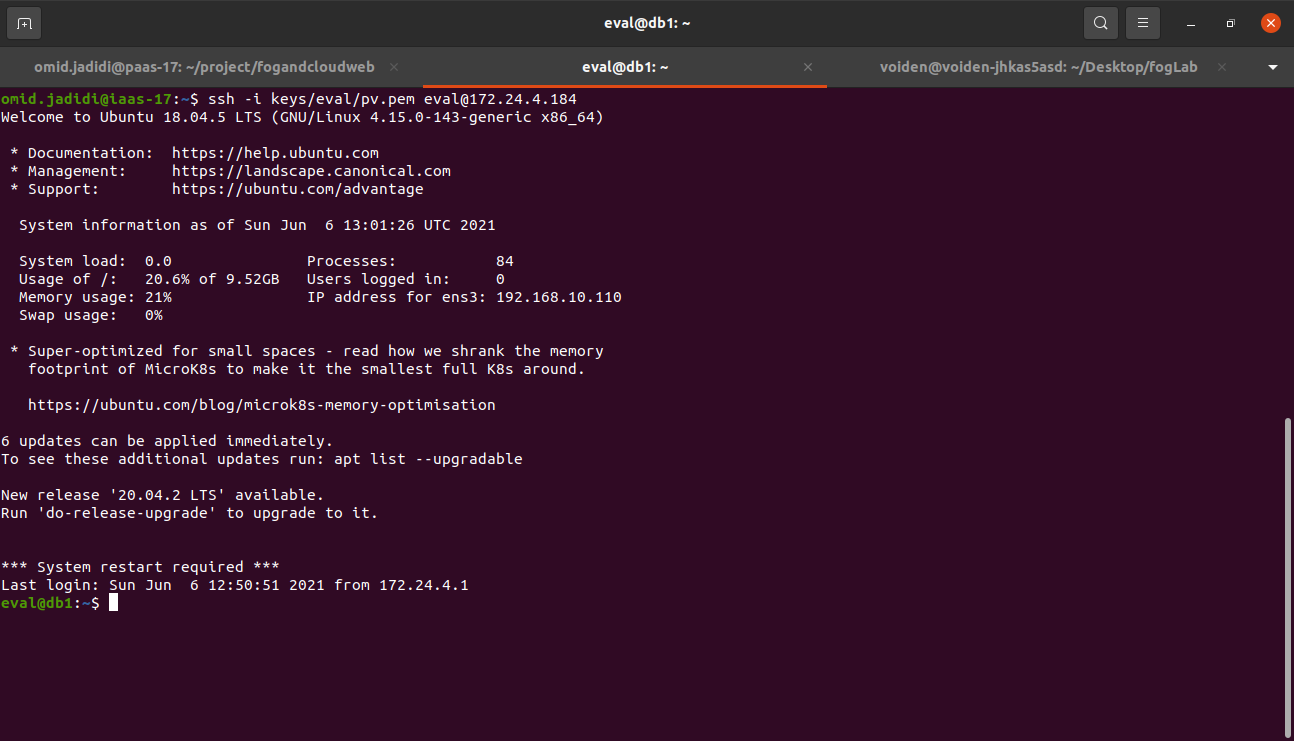 eval@db1: ~
omid.jadidi@paas-17: ~/project/fogandcloudweb
eval@db1: ~
voiden@voiden-jhkas5asd: ~/Desktop/fogLab
omid.jadidi@iaas-17:~$ ssh -i keys/eval/pv.pem eval@172.24.4.184
Welcome to Ubuntu 18.04.5 LTS (GNU/Linux 4.15.0-143-generic x86_64)
* Documentation:  https://help.ubuntu.com
* Management:     https://landscape.canonical.com
* Support:        https://ubuntu.com/advantage
System information as of Sun Jun  6 13:01:26 UTC 2021
System load:  0.0               Processes:           84
Usage of /:   20.6% of 9.52GB   Users logged in:     0
Memory usage: 21%               IP address for ens3: 192.168.10.110
Swap usage:   0%
* Super-optimized for small spaces - read how we shrank the memory
footprint of MicroK8s to make it the smallest full K8s around.
https://ubuntu.com/blog/microk8s-memory-optimisation
6 updates can be applied immediately.
To see these additional updates run: apt list --upgradable
New release '20.04.2 LTS' available.
Run 'do-release-upgrade' to upgrade to it.
*** System restart required ***
Last login: Sun Jun  6 12:50:51 2021 from 172.24.4.1
eval@db1:~$